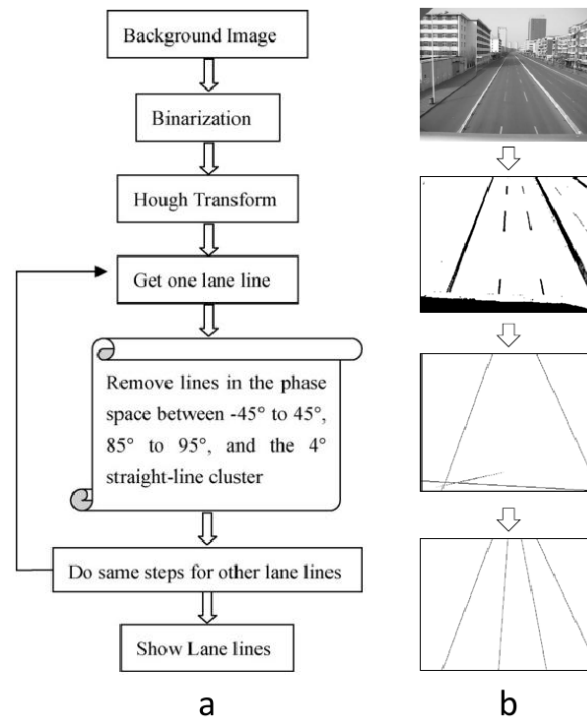 Background Image
Binarization
Hough Transform
Get one lane line
Remove lines in the phase
space between -45° to 45°,
85° to 95°, and the 4°
straight-line cluster
Do same steps for other lane lines
Show Lane lines
a
b